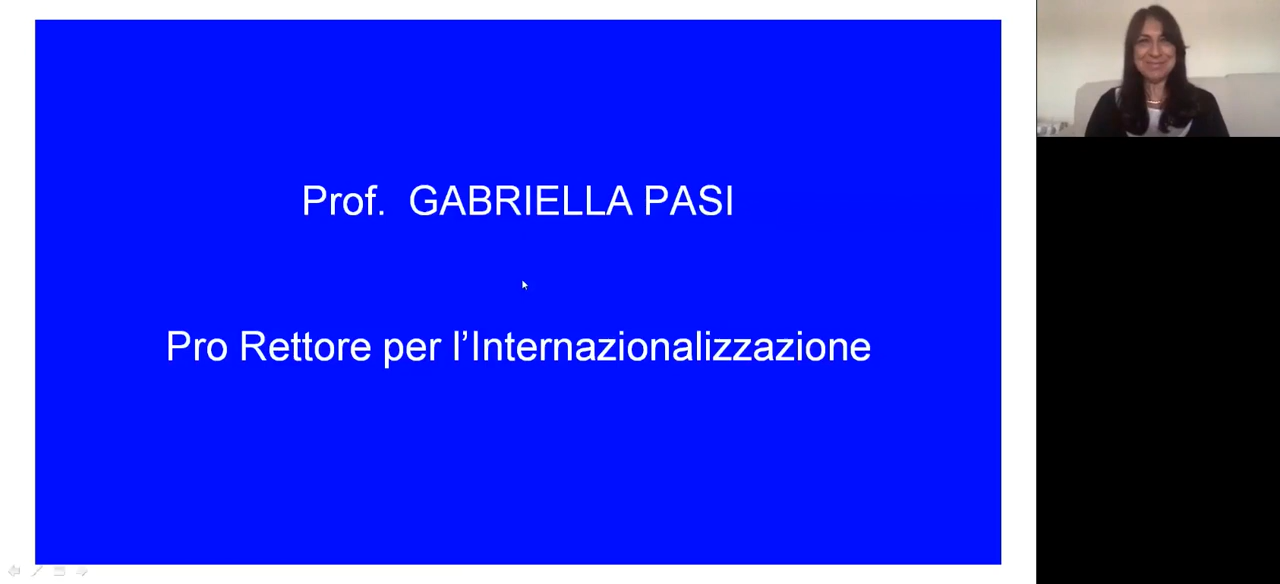 Prof.  GABRIELLA PASI
Pro Rettore per l’Internazionalizzazione